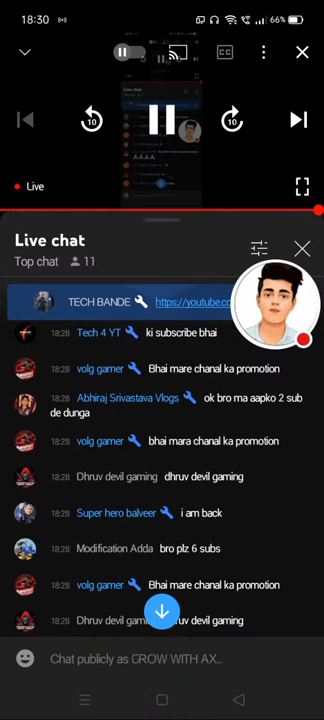 18:30
66%
CC
10
10
Live
Live chat
Top chat 11
TECH BANDE https://youtube.co
18:28 Tech 4 YT ki subscribe bhai
18:28 volg gamer Bhai mare chanal ka promotion
18:28 Abhiraj Srivastava Vlogs ok bro ma aapko 2 sub
de dunga
18:28 volg gamer bhai mara chanal ka promotion
18:28 Dhruv devil gaming dhruv devil gaming
18:28 Super hero balveer i am back
18:28 Modification Adda bro plz 6 subs
18:28 volg gamer Bhai mere chanal ka promotion
18:28 Dhruv devil gami uv devil gaming
Chat publicly as GROW WITH AX...